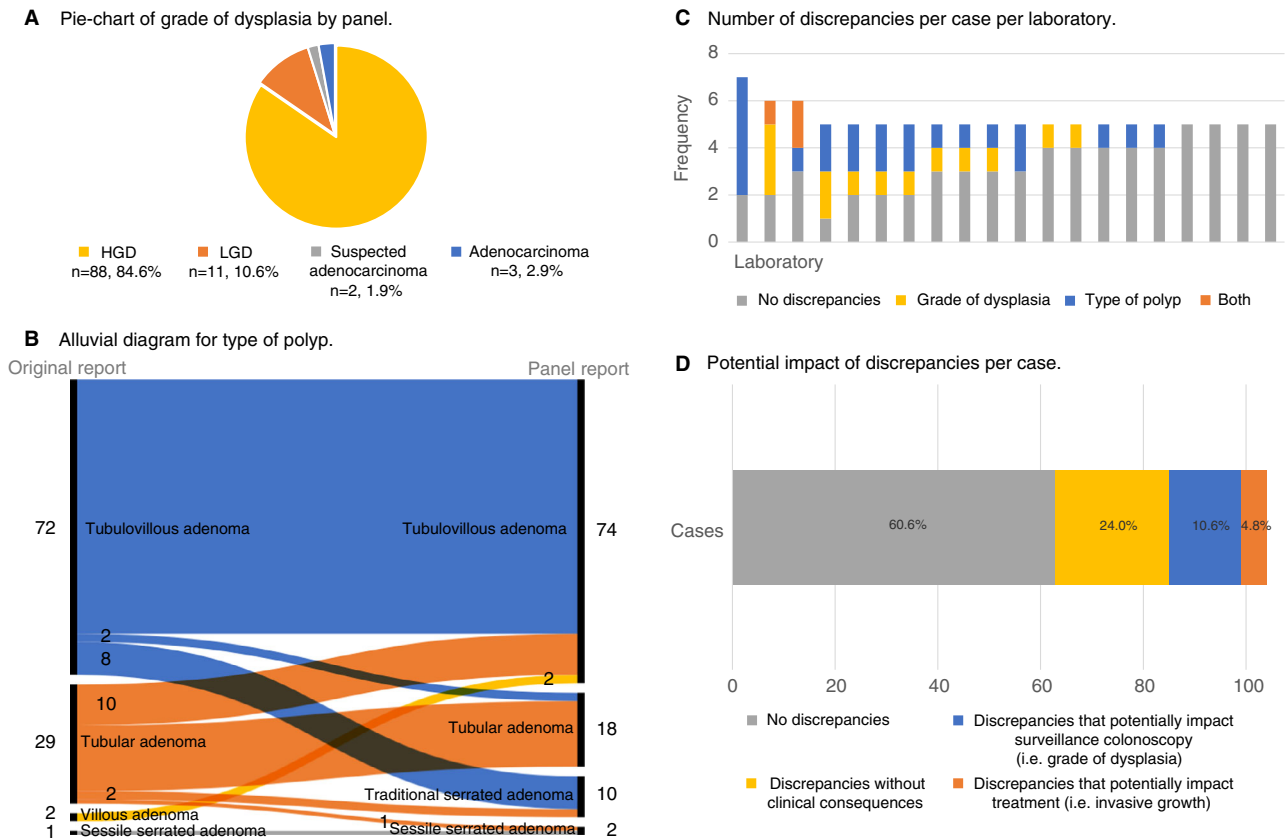 A Pie-chart of grade of dysplasia by panel.
HGD
n=88, 84.6%
LGD
n=11, 10.6%
Suspected
adenocarcinoma
n=2, 1.9%
Adenocarcinoma
n=3, 2.9%
B Alluvial diagram for type of polyp.
Original report
Panel report
72
Tubulovillous adenoma
Tubulovillous adenoma
74
2
8
2
10
29
Tubular adenoma
Tubular adenoma
18
2
Traditional serrated adenoma
10
2
Villous adenoma
1
Sessile serrated adenoma
1
Sessile serrated adenoma
2
C Number of discrepancies per case per laboratory.
Frequency
8
6
4
2
0
Laboratory
No discrepancies
Grade of dysplasia
Type of polyp
Both
D Potential impact of discrepancies per case.
Cases
60.6%
24.0%
10.6%
4.8%
0
20
40
60
80
100
No discrepancies
Discrepancies that potentially impact
surveillance colonoscopy
(i.e. grade of dysplasia)
Discrepancies without
clinical consequences
Discrepancies that potentially impact
treatment (i.e. invasive growth)